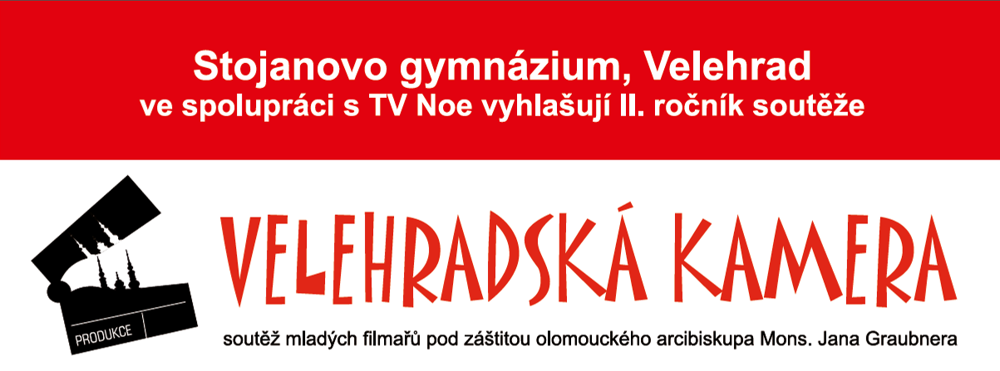 Stojanovo gymnázium, Velehrad
ve spolupráci s TV Noe vyhlašují II. ročník soutěže
VELEHRADSKÁ KAMERA
PRODUKCE
soutěž mladých filmařů pod záštitou olomouckého arcibiskupa Mons. Jana Graubnera